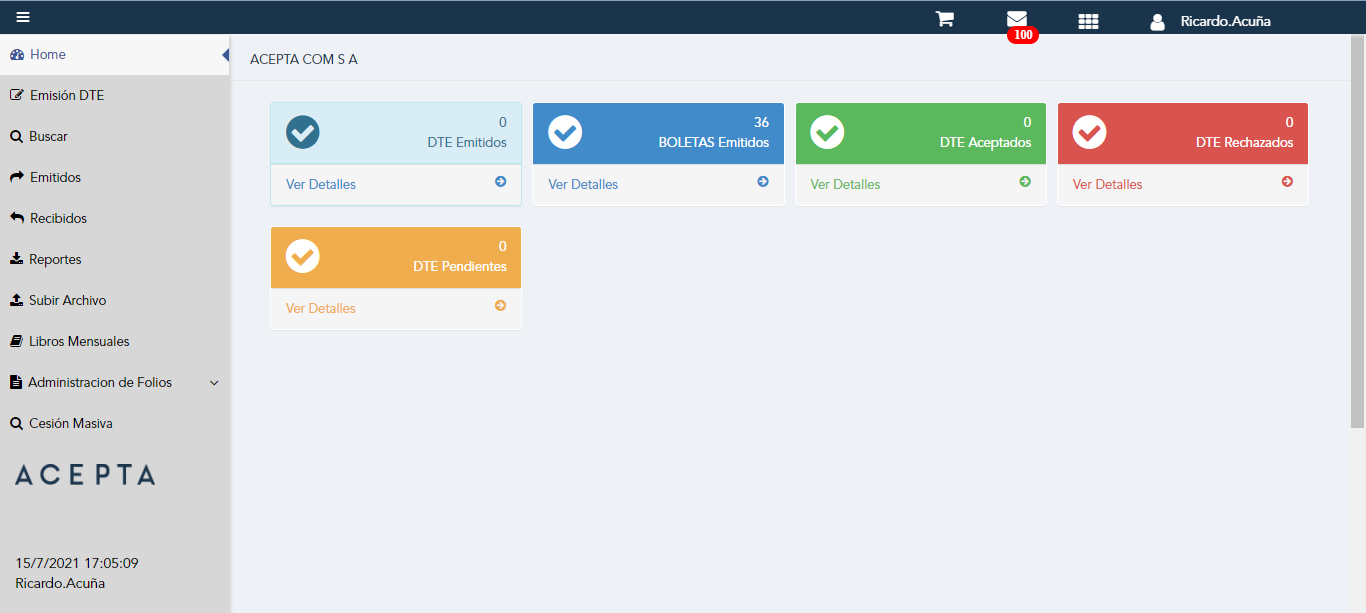 Ricardo.Acuña
100
Home
Emisión DTE
Buscar
Emitidos
Recibidos
Reportes
Subir Archivo
Libros Mensuales
Administracion de Folios
Cesión Masiva
ACEPTA
15/7/2021 17:05:09
Ricardo.Acuña
ACEPTA COM S A
0
DTE Emitidos
Ver Detalles
36
BOLETAS Emitidos
Ver Detalles
0
DTE Aceptados
Ver Detalles
0
DTE Rechazados
Ver Detalles
0
DTE Pendientes
Ver Detalles